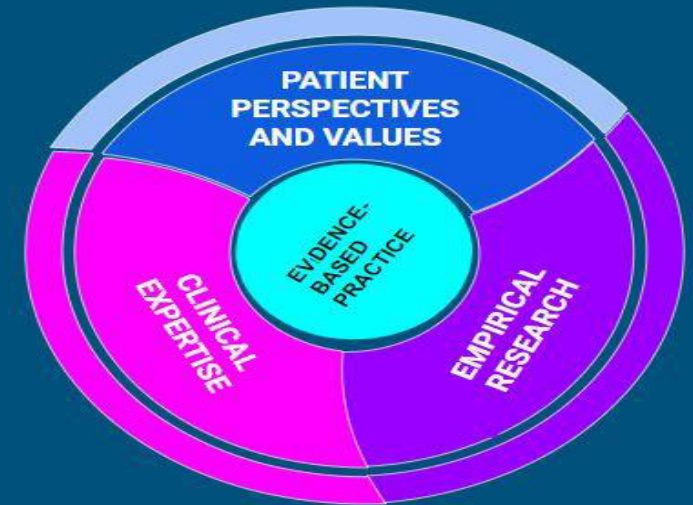 PATIENT
PERSPECTIVES
AND VALUES
EVIDENCE-
BASED
PRACTICE
CLINICAL
EXPERTISE
EMPIRICAL
RESEARCH